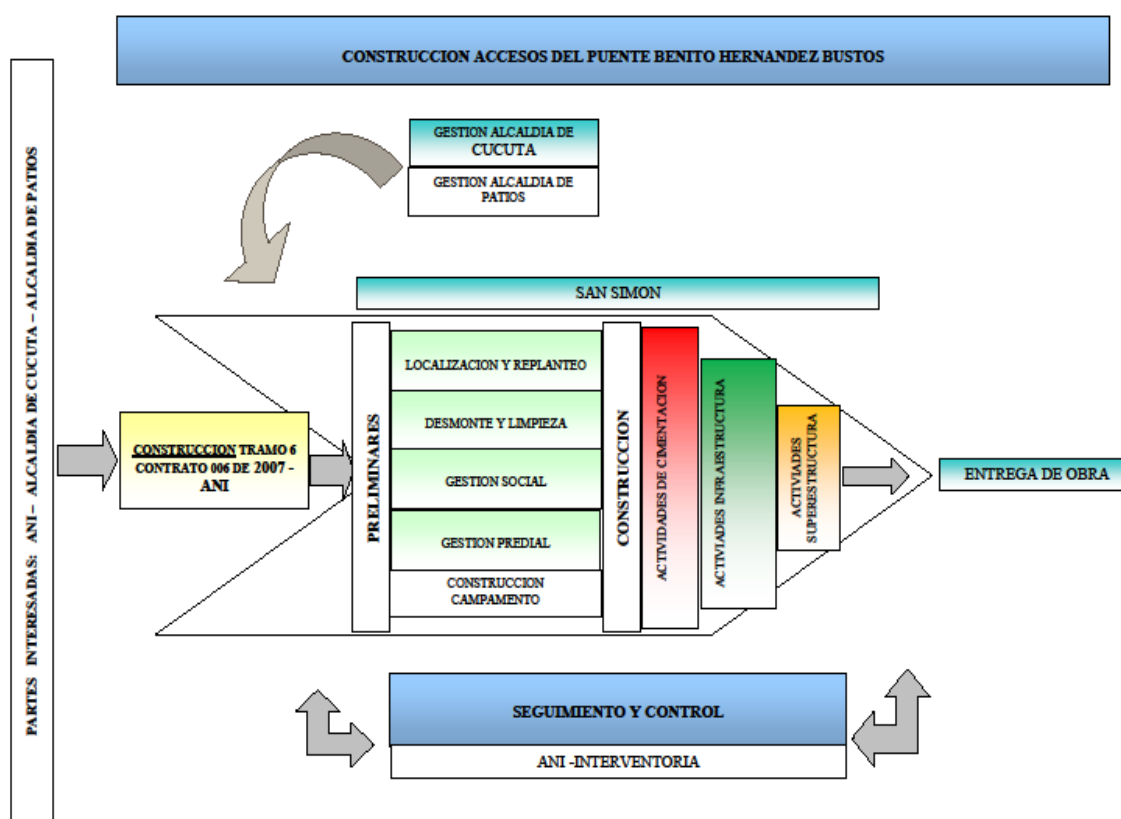 CONSTRUCCION ACCESOS DEL PUENTE BENITO HERNANDEZ BUSTOS
PARTES INTERESADAS: ANI – ALCALDIA DE CUCUTA – ALCALDIA DE PATIOS
GESTION ALCALDIA DE
CUCUTA
GESTION ALCALDIA DE
PATIOS
SAN SIMON
CONSTRUCCION TRAMO 6
CONTRATO 006 DE 2007 -
ANI
PRELIMINARES
LOCALIZACION Y REPLANTEO
DESMONTE Y LIMPIEZA
GESTION SOCIAL
GESTION PREDIAL
CONSTRUCCION
CAMPAMENTO
CONSTRUCCION
ACTIVIDADES DE CIMENTACION
ACTIVIADES INFRAESTRUCTURA
ACTIVIDADES
SUPERESTRUCTURA
ENTREGA DE OBRA
SEGUIMIENTO Y CONTROL
ANI -INTERVENTORIA